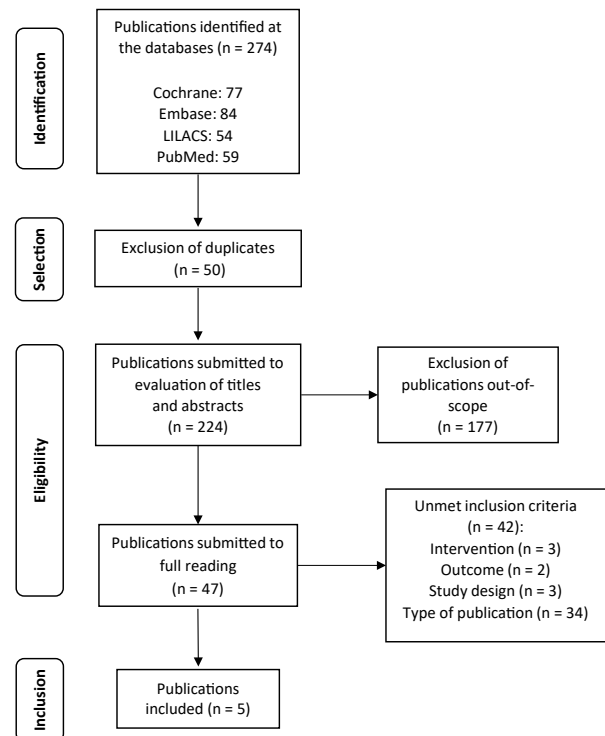 Identification
Publications identified at
the databases (n = 274)
Cochrane: 77
Embase: 84
LILACS: 54
PubMed: 59
Selection
Exclusion of duplicates
(n = 50)
Eligibility
Publications submitted to
evaluation of titles
and abstracts
(n = 224)
Exclusion of
publications out-of-
scope
(n = 177)
Publications submitted to
full reading
(n = 47)
Unmet inclusion criteria
(n = 42):
Intervention (n = 3)
Outcome (n = 2)
Study design (n = 3)
Type of publication (n = 34)
Inclusion
Publications
included (n = 5)